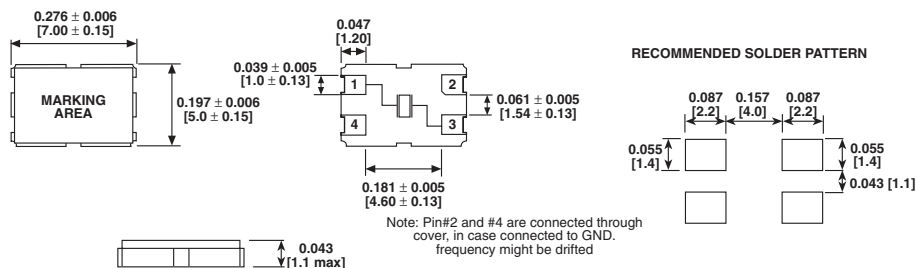 0.276 ± 0.006
[7.00 ± 0.15]
MARKING
AREA
0.197 ± 0.006
[5.0 ± 0.15]
0.043
[1.1 max]
0.047
[1.20]
0.039 ± 0.005
[1.0 ± 0.13]
1
2
4
3
0.061 ± 0.005
[1.54 ± 0.13]
0.181 ± 0.005
[4.60 ± 0.13]
Note: Pin#2 and #4 are connected through
cover, in case connected to GND.
frequency might be drifted
RECOMMENDED SOLDER PATTERN
0.087
[2.2]
0.157
[4.0]
0.087
[2.2]
0.055
[1.4]
0.055
[1.4]
0.043 [1.1]